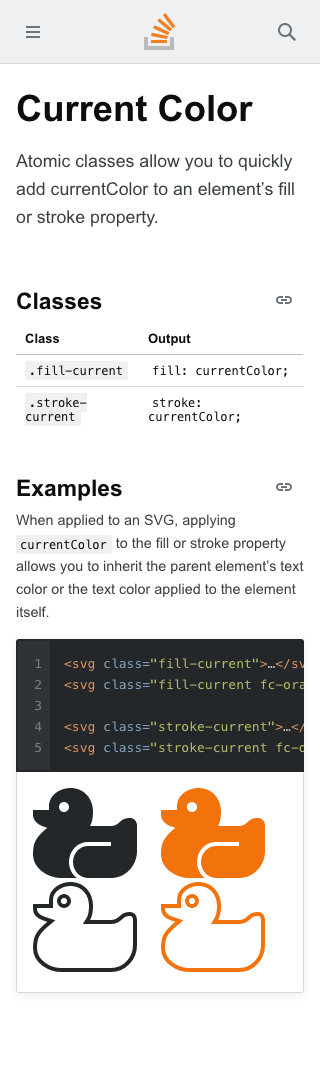 Current Color
Atomic classes allow you to quickly
add currentColor to an element’s fill
or stroke property.
Classes
Class Output
.fill-current fill: currentColor;
.stroke-
current
stroke:
currentColor;
Examples
When applied to an SVG, applying
currentColor to the fill or stroke property
allows you to inherit the parent element’s text
color or the text color applied to the element
itself.
1 <svg class="fill-current">…</sv
2 <svg class="fill-current fc-ora
3
4 <svg class="stroke-current">…</
5 <svg class="stroke-current fc-o